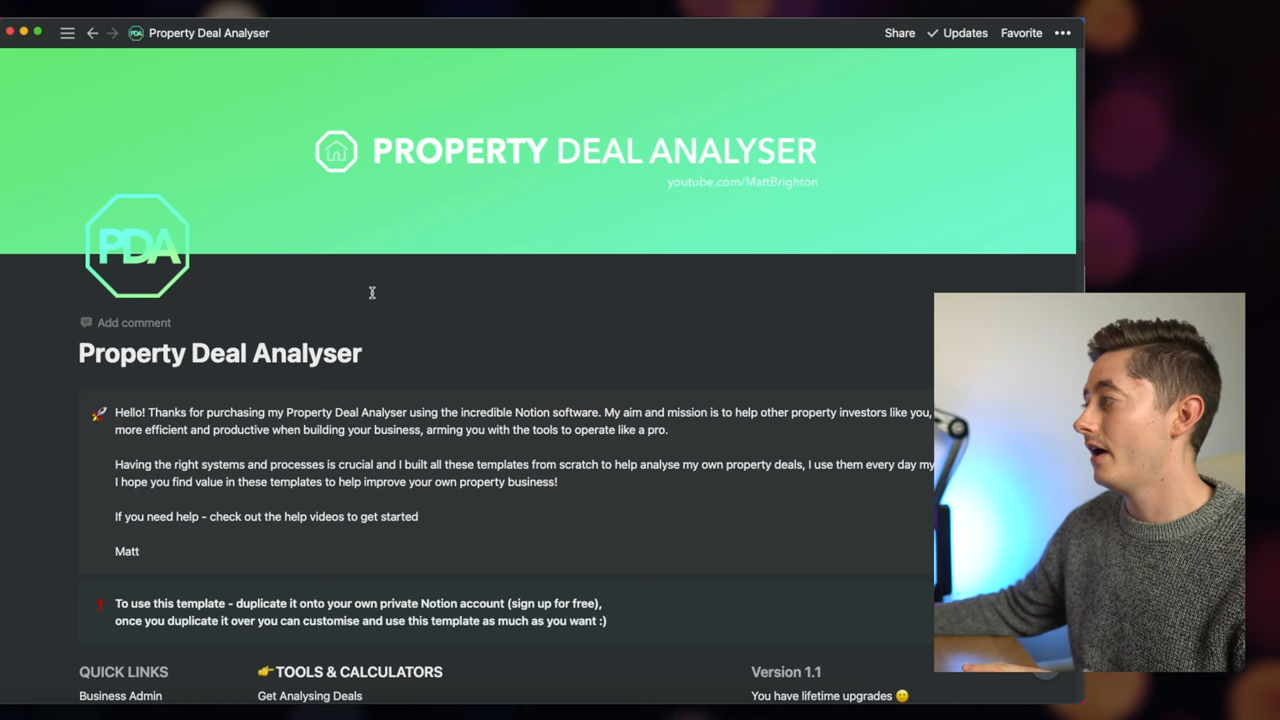 Property Deal Analyser
Share
Updates
Favorite
PROPERTY DEAL ANALYSER
youtube.com/MattBrighton
PDA
Add comment
Property Deal Analyser
Hello! Thanks for purchasing my Property Deal Analyser using the incredible Notion software. My aim and mission is to help other property investors like you,
more efficient and productive when building your business, arming you with the tools to operate like a pro.
Having the right systems and processes is crucial and I built all these templates from scratch to help analyse my own property deals, I use them every day my
I hope you find value in these templates to help improve your own property business!
If you need help - check out the help videos to get started
Matt
To use this template - duplicate it onto your own private Notion account (sign up for free),
once you duplicate it over you can customise and use this template as much as you want :)
QUICK LINKS
Business Admin
👉TOOLS & CALCULATORS
Get Analysing Deals
Version 1.1
You have lifetime upgrades 🙂